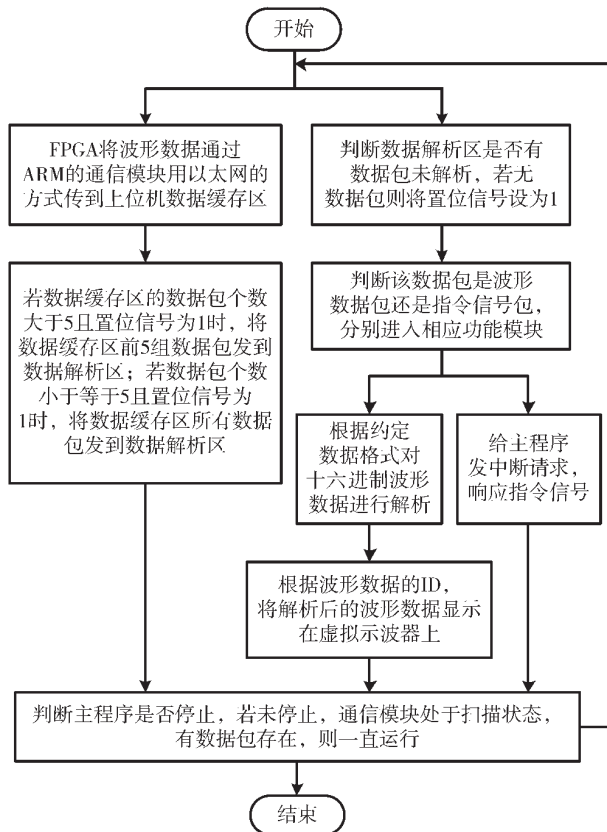 开始
FPGA将波形数据通过
ARM的通信模块用以太网的
方式传到上位机数据缓存区
判断数据解析区是否有
数据包未解析，若无
数据包则将置位信号设为1
若数据缓存区的数据包个数
大于5且置位信号为1时，将
数据缓存区前5组数据包发到
数据解析区；若数据包个数
小于等于5且置位信号为
1时，将数据缓存区所有数据
包发到数据解析区
判断该数据包是波形
数据包还是指令信号包，
分别进入相应功能模块
根据约定
数据格式对
十六进制波形
数据进行解析
给主程序
发中断请求，
响应指令信号
根据波形数据的ID，
将解析后的波形数据显示
在虚拟示波器上
判断主程序是否停止，若未停止，通信模块处于扫描状态，
有数据包存在，则一直运行
结束